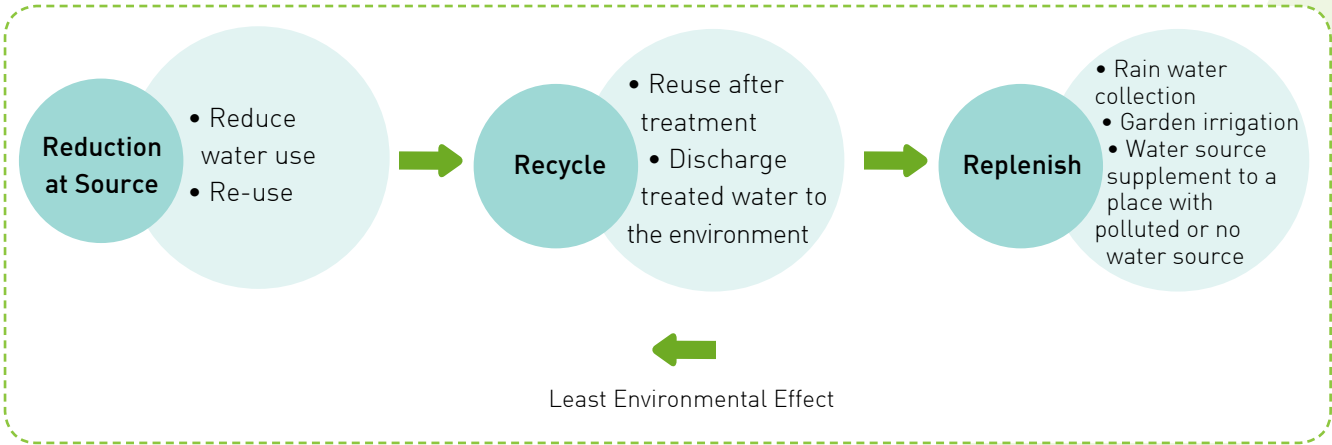 Reduction
at Source
• Reduce
water use
• Re-use
Recycle
• Reuse after
treatment
• Discharge
treated water to
the environment
Replenish
• Rain water
collection
• Garden irrigation
• Water source
supplement to a
place with
polluted or no
water source
Least Environmental Effect